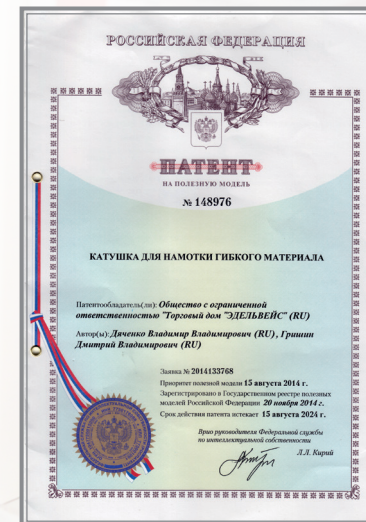 РОССИЙСКАЯ ФЕДЕРАЦИЯ
ПАТЕНТ
НА ПОЛЕЗНУЮ МОДЕЛЬ
№ 148976
КАТУШКА ДЛЯ НАМОТКИ ГИБКОГО МАТЕРИАЛА
Патентообладатель(ли): Общество с ограниченной
ответственностью "Торговый дом "ЭДЕЛЬВЕЙС" (RU)
Автор(ы): Дяченко Владимир Владимирович (RU), Гришин
Дмитрий Владимирович (RU)
Заявка № 2014133768
Приоритет полезной модели 15 августа 2014 г.
Зарегистрировано в Государственном реестре полезных
моделей Российской Федерации 20 ноября 2014 г.
Срок действия патента истекает 15 августа 2024 г.
Врио руководителя Федеральной службы
по интеллектуальной собственности
Л.Л. Кирий